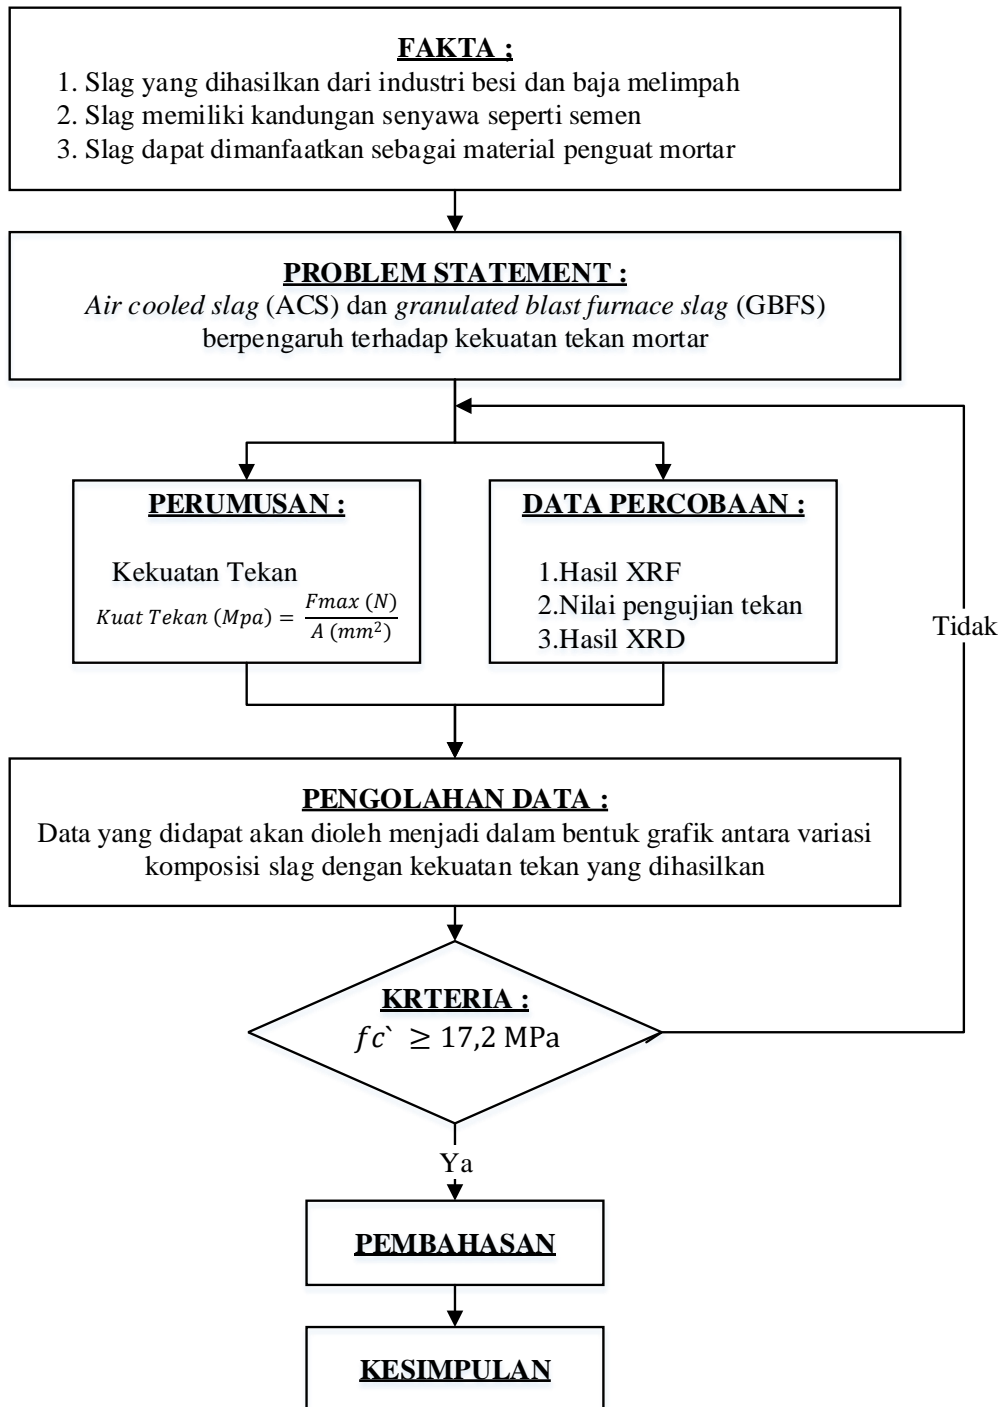 FAKTA ;
1. Slag yang dihasilkan dari industri besi dan baja melimpah
2. Slag memiliki kandungan senyawa seperti semen
3. Slag dapat dimanfaatkan sebagai material penguat mortar
PROBLEM STATEMENT :
Air cooled slag (ACS) dan granulated blast furnace slag (GBFS)
berpengaruh terhadap kekuatan tekan mortar
PERUMUSAN :
Kekuatan Tekan
Kuat Tekan (Mpa) = Fmax (N) / A (mm²)
DATA PERCOBAAN :
1.Hasil XRF
2.Nilai pengujian tekan
3.Hasil XRD
Tidak
PENGOLAHAN DATA :
Data yang didapat akan dioleh menjadi dalam bentuk grafik antara variasi
komposisi slag dengan kekuatan tekan yang dihasilkan
KRTERIA :
fc` ≥ 17,2 MPa
Ya
PEMBAHASAN
KESIMPULAN